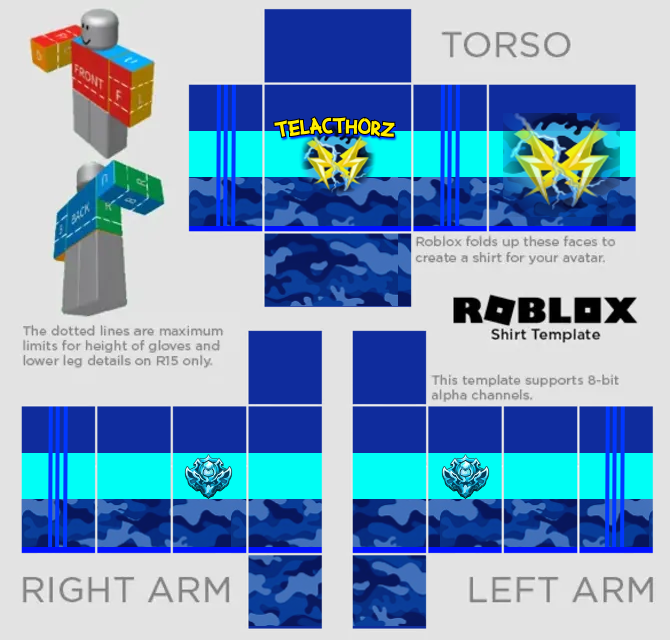 TORSO
FRONT
F
L
TELACTHORZ
BACK
R
B
Roblox folds up these faces to
create a shirt for your avatar.
ROBLOX
Shirt Template
The dotted lines are maximum
limits for height of gloves and
lower leg details on R15 only.
This template supports 8-bit
alpha channels.
RIGHT ARM
LEFT ARM